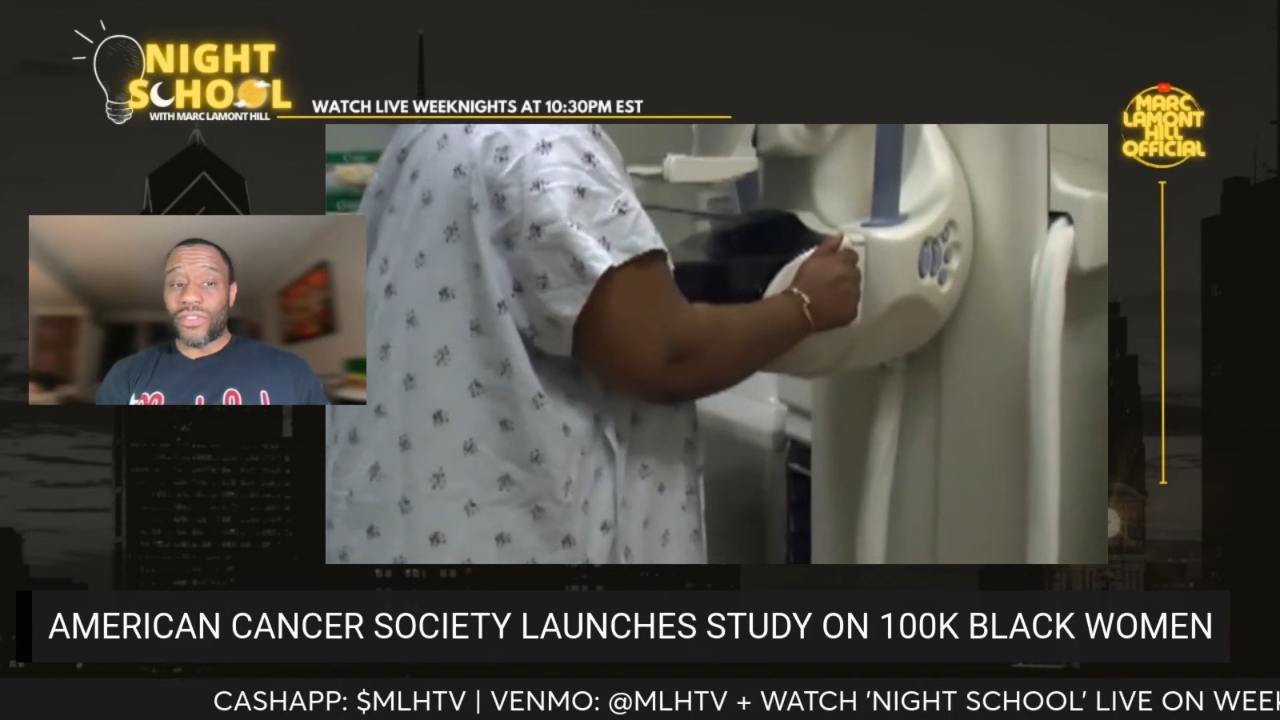 NIGHT
SCHOOL
WITH MARC LAMONT HILL
WATCH LIVE WEEKNIGHTS AT 10:30PM EST
MARC
LAMONT
HILL
OFFICIAL
AMERICAN CANCER SOCIETY LAUNCHES STUDY ON 100K BLACK WOMEN
CASHAPP: $MLHTV | VENMO: @MLHTV + WATCH 'NIGHT SCHOOL' LIVE ON